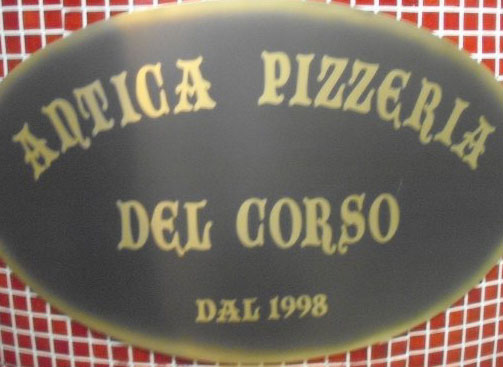 ANTICA PIZZERIA
DEL CORSO
DAL 1998